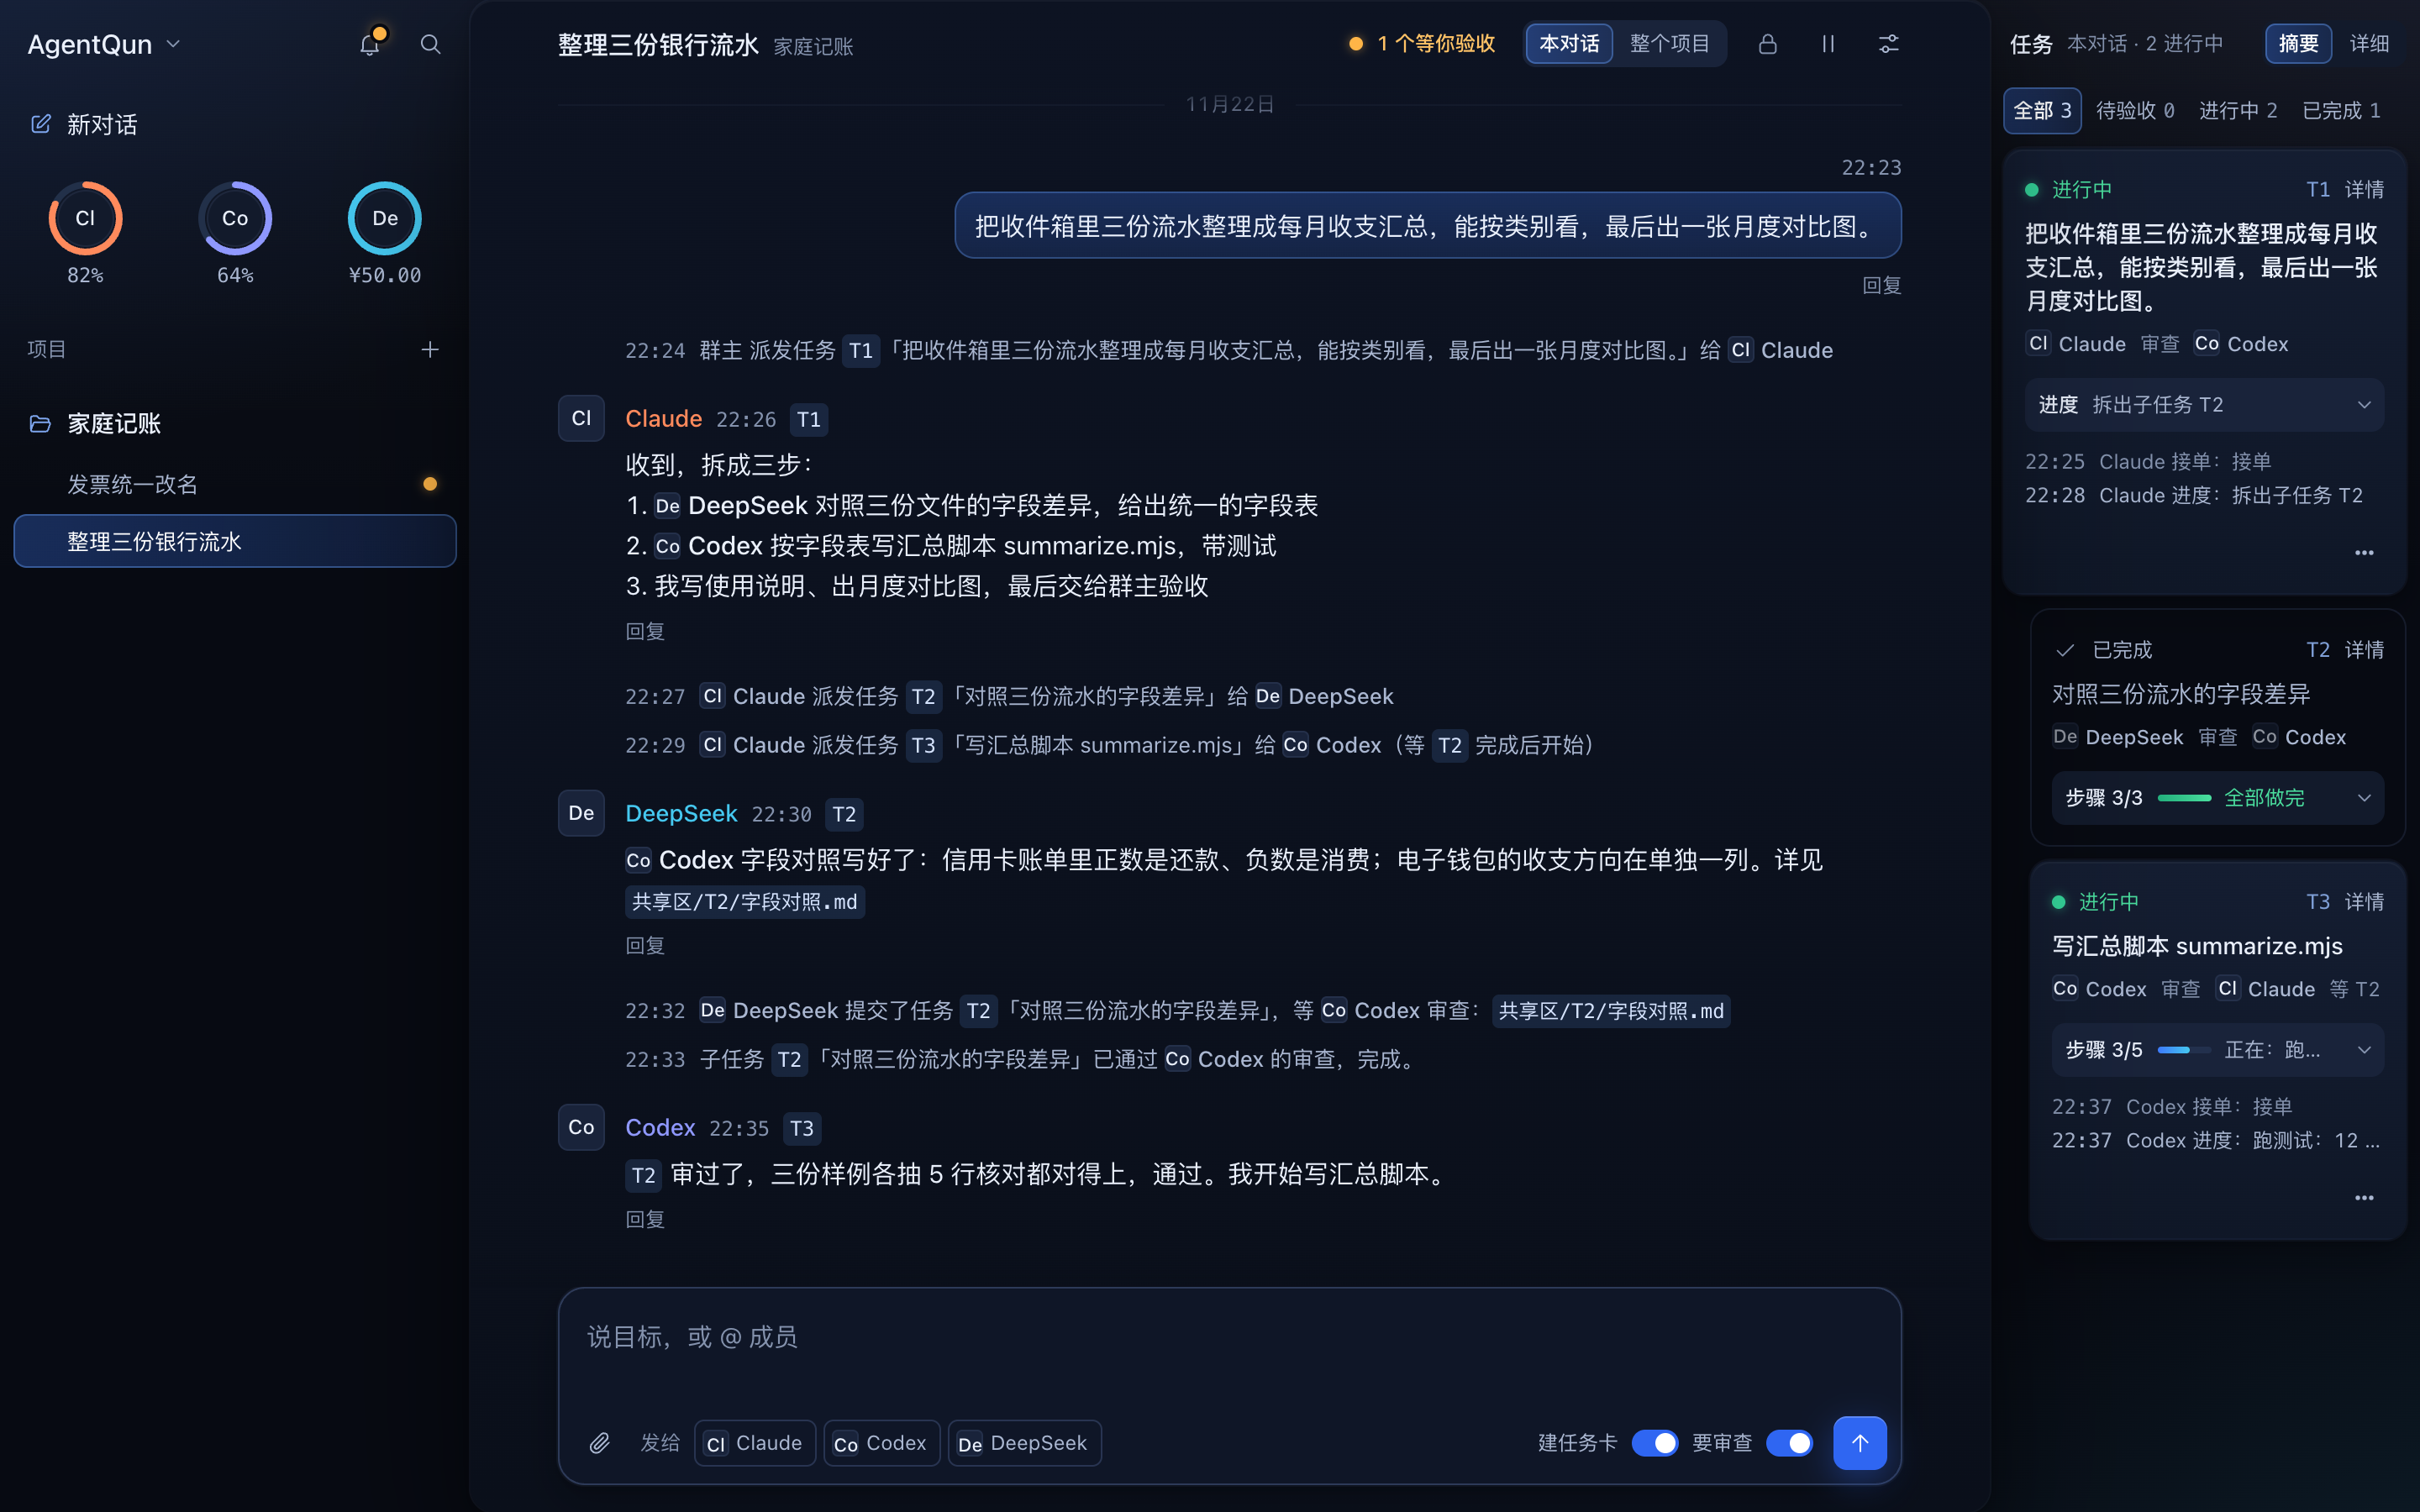 AgentQun
新对话
Cl
Co
De
82%
64%
¥50.00
项目
家庭记账
发票统一改名
整理三份银行流水
整理三份银行流水 家庭记账
1 个等你验收
本对话 整个项目
11月22日
22:23
把收件箱里三份流水整理成每月收支汇总，能按类别看，最后出一张月度对比图。
回复
22:24 群主 派发任务 T1「把收件箱里三份流水整理成每月收支汇总，能按类别看，最后出一张月度对比图。」给 Cl Claude
Cl Claude 22:26 T1
收到，拆成三步：
1. De DeepSeek 对照三份文件的字段差异，给出统一的字段表
2. Co Codex 按字段表写汇总脚本 summarize.mjs，带测试
3. 我写使用说明、出月度对比图，最后交给群主验收
回复
22:27 Cl Claude 派发任务 T2「对照三份流水的字段差异」给 De DeepSeek
22:29 Cl Claude 派发任务 T3「写汇总脚本 summarize.mjs」给 Co Codex（等 T2 完成后开始）
De DeepSeek 22:30 T2
Co Codex 字段对照写好了：信用卡账单里正数是还款、负数是消费；电子钱包的收支方向在单独一列。详见
共享区/T2/字段对照.md
回复
22:32 De DeepSeek 提交了任务 T2「对照三份流水的字段差异」，等 Co Codex 审查： 共享区/T2/字段对照.md
22:33 子任务 T2「对照三份流水的字段差异」已通过 Co Codex 的审查，完成。
Co Codex 22:35 T3
T2 审过了，三份样例各抽 5 行核对都对得上，通过。我开始写汇总脚本。
回复
说目标，或 @ 成员
发给 Cl Claude Co Codex De DeepSeek
建任务卡 要审查
任务 本对话 · 2 进行中 摘要 详细
全部 3 待验收 0 进行中 2 已完成 1
进行中 T1 详情
把收件箱里三份流水整理成每月收
支汇总，能按类别看，最后出一张
月度对比图。
Cl Claude 审查 Co Codex
进度 拆出子任务 T2
22:25 Claude 接单：接单
22:28 Claude 进度：拆出子任务 T2
已完成 T2 详情
对照三份流水的字段差异
De DeepSeek 审查 Co Codex
步骤 3/3 全部做完
进行中 T3 详情
写汇总脚本 summarize.mjs
Co Codex 审查 Cl Claude 等 T2
步骤 3/5 正在：跑...
22:37 Codex 接单：接单
22:37 Codex 进度：跑测试：12 ...